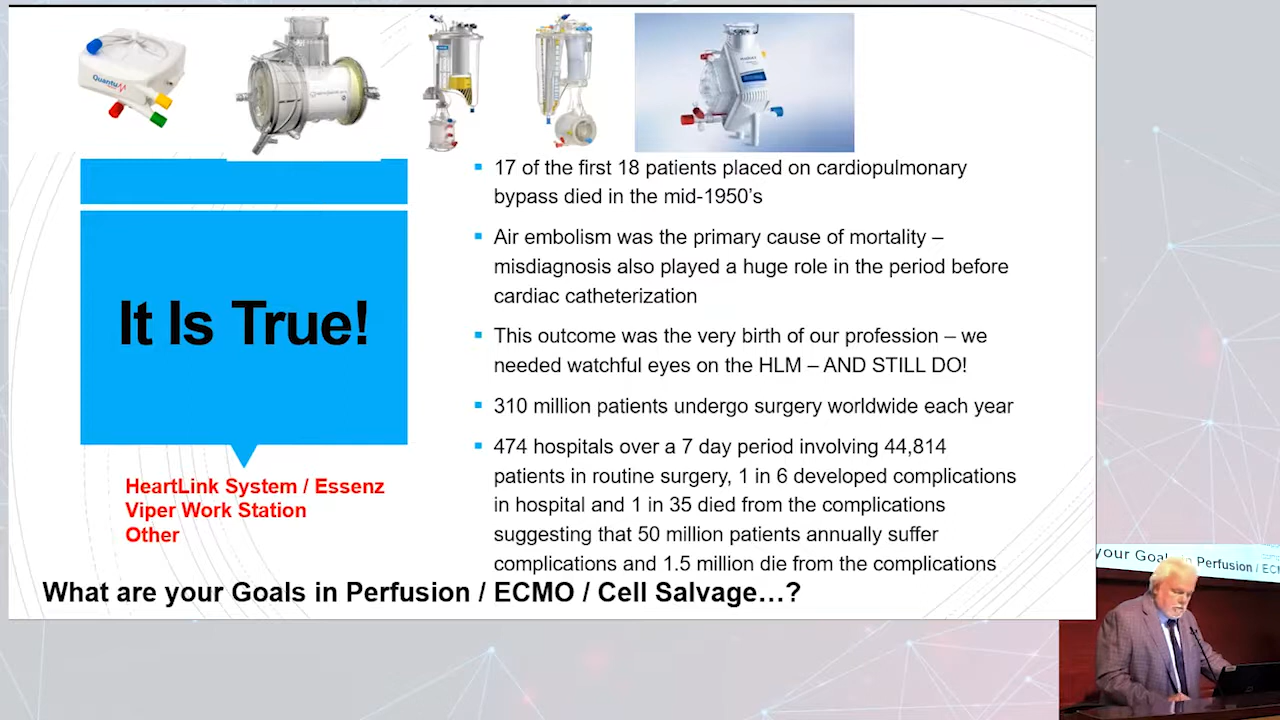 Quantum
It Is True!
HeartLink System / Essenz
Viper Work Station
Other
17 of the first 18 patients placed on cardiopulmonary
bypass died in the mid-1950’s
Air embolism was the primary cause of mortality –
misdiagnosis also played a huge role in the period before
cardiac catheterization
This outcome was the very birth of our profession – we
needed watchful eyes on the HLM – AND STILL DO!
310 million patients undergo surgery worldwide each year
474 hospitals over a 7 day period involving 44,814
patients in routine surgery, 1 in 6 developed complications
in hospital and 1 in 35 died from the complications
suggesting that 50 million patients annually suffer
complications and 1.5 million die from the complications
What are your Goals in Perfusion / ECMO / Cell Salvage…?
your Goals in Perfusion / EC